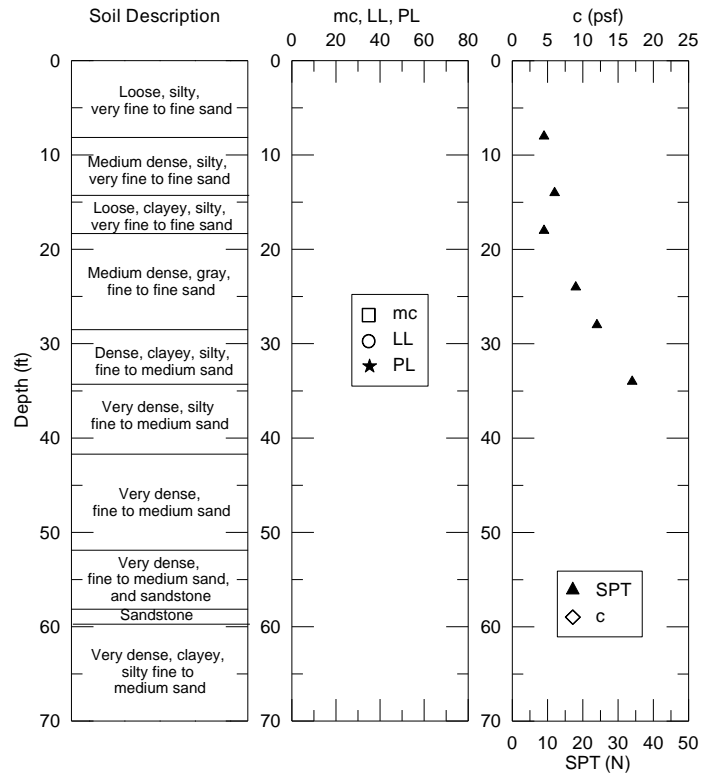 Soil Description
mc, LL, PL
c (psf)
0 20 40 60 80
0 5 10 15 20 25
Depth (ft)
0
10
20
30
40
50
60
70
Loose, silty,
very fine to fine sand
Medium dense, silty,
very fine to fine sand
Loose, clayey, silty,
very fine to fine sand
Medium dense, gray,
fine to fine sand
Dense, clayey, silty,
fine to medium sand
Very dense, silty
fine to medium sand
Very dense,
fine to medium sand
Very dense,
fine to medium sand,
and sandstone
Sandstone
Very dense, clayey,
silty fine to
medium sand
0
10
20
30
40
50
60
70
mc
LL
PL
0
10
20
30
40
50
60
70
SPT
c
0 10 20 30 40 50
SPT (N)